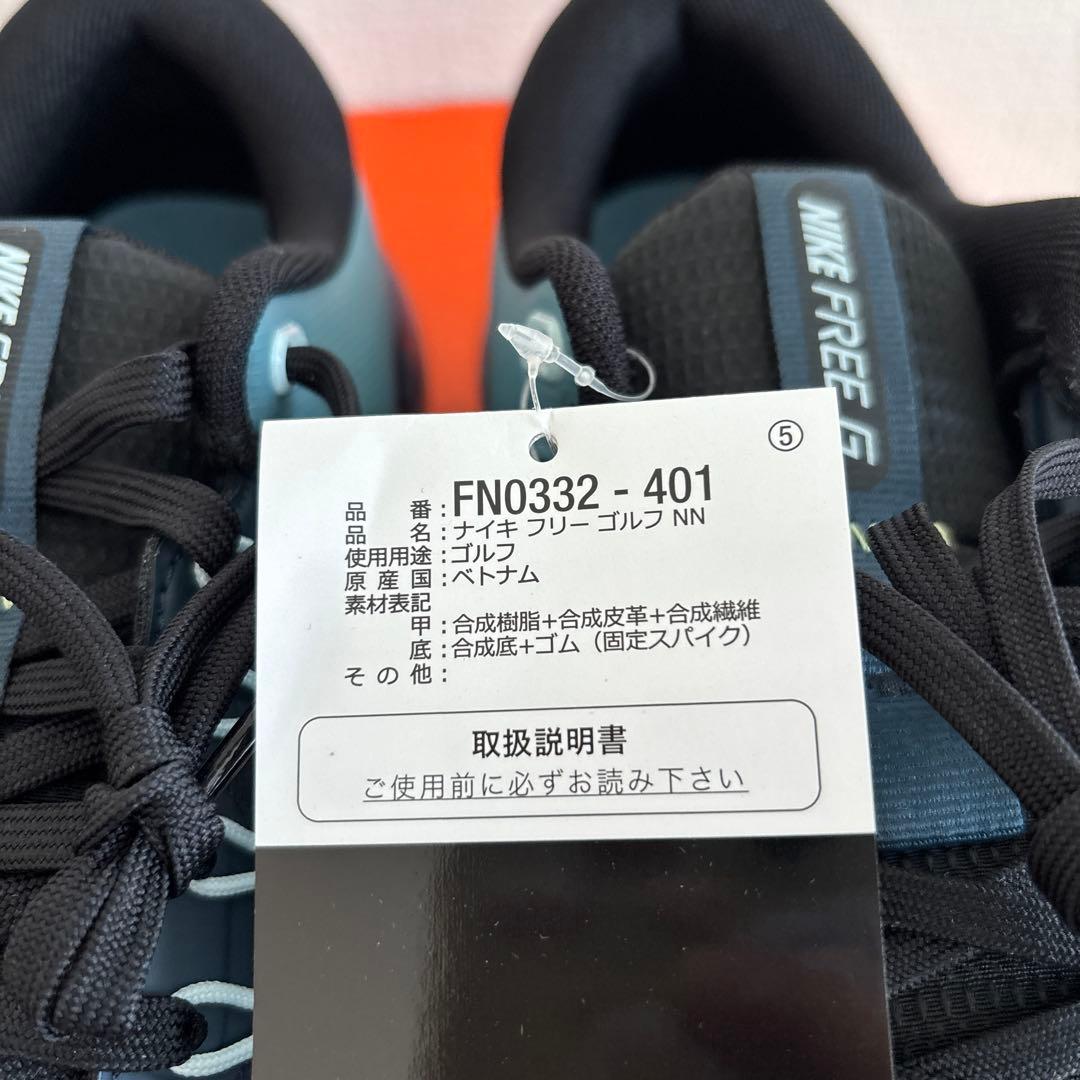 NIKE FREE G
NIKE
⑤
品 番：FN0332 - 401
品 名：ナイキ フリー ゴルフ NN
使用用途：ゴルフ
原産国：ベトナム
素材表記
甲：合成樹脂+合成皮革+合成繊維
底：合成底+ゴム（固定スパイク）
その他：
取扱説明書
ご使用前に必ずお読み下さい